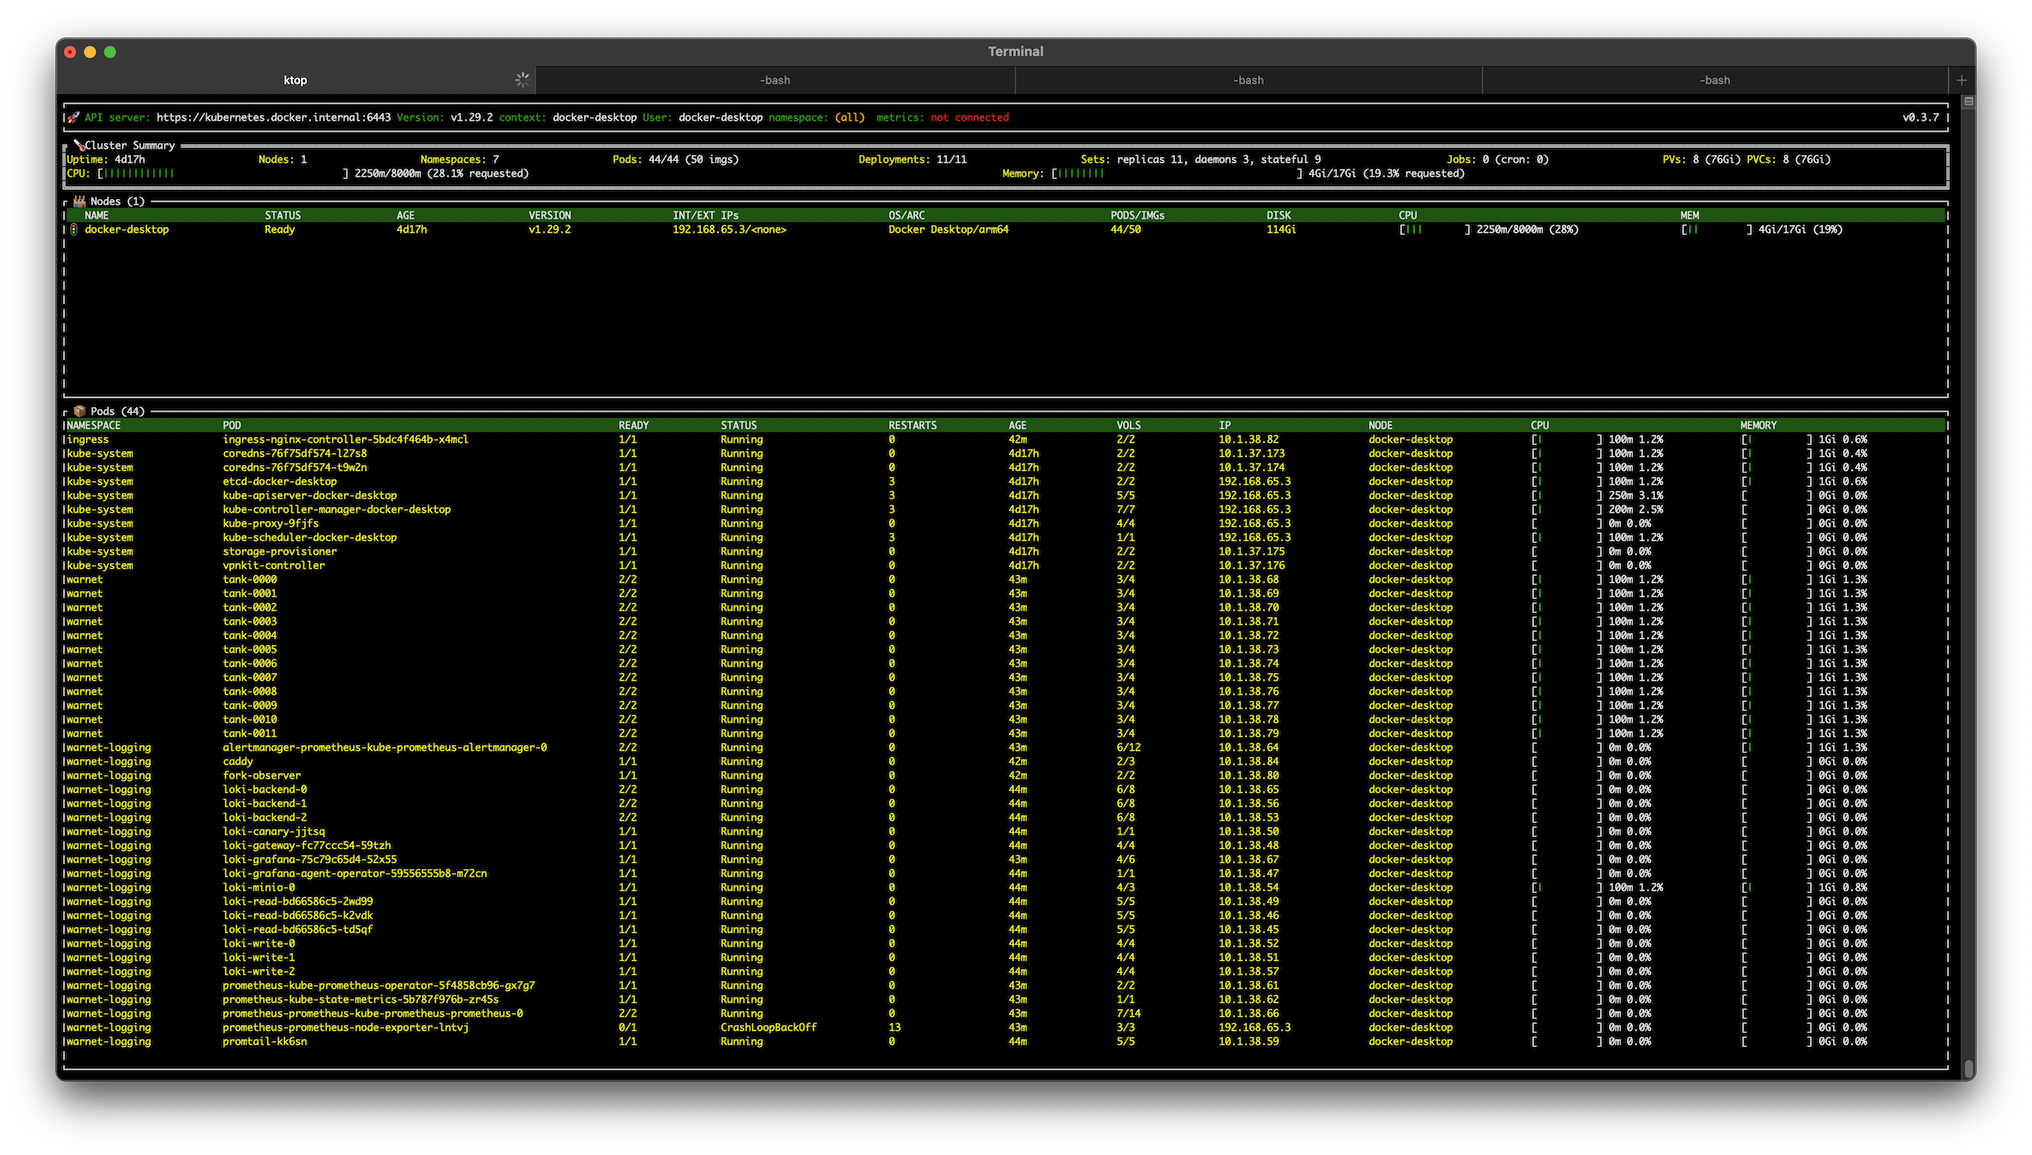 Terminal
ktop -bash -bash -bash +
API server: https://kubernetes.docker.internal:6443 Version: v1.29.2 context: docker-desktop User: docker-desktop namespace: (all) metrics: not connected v0.3.7
Cluster Summary
Uptime: 4d17h Nodes: 1 Namespaces: 7 Pods: 44/44 (50 imgs) Deployments: 11/11 Sets: replicas 11, daemons 3, stateful 9 Jobs: 0 (cron: 0) PVs: 8 (76Gi) PVCs: 8 (76Gi)
CPU: [|||||||||||| ] 2250m/8000m (28.1% requested) Memory: [|||||||| ] 4Gi/17Gi (19.3% requested)
Nodes (1)
NAME STATUS AGE VERSION INT/EXT IPs OS/ARC PODS/IMGs DISK CPU MEM
docker-desktop Ready 4d17h v1.29.2 192.168.65.3/<none> Docker Desktop/arm64 44/50 114Gi [||| ] 2250m/8000m (28%) [|| ] 4Gi/17Gi (19%)
Pods (44)
NAMESPACE POD READY STATUS RESTARTS AGE VOLS IP NODE CPU MEMORY
ingress ingress-nginx-controller-5bdc4f464b-x4mcl 1/1 Running 0 42m 2/2 10.1.38.82 docker-desktop [| ] 100m 1.2% [| ] 1Gi 0.6%
kube-system coredns-76f75df574-l27s8 1/1 Running 0 4d17h 2/2 10.1.37.173 docker-desktop [| ] 100m 1.2% [| ] 1Gi 0.4%
kube-system coredns-76f75df574-t9w2n 1/1 Running 0 4d17h 2/2 10.1.37.174 docker-desktop [| ] 100m 1.2% [| ] 1Gi 0.4%
kube-system etcd-docker-desktop 1/1 Running 3 4d17h 2/2 192.168.65.3 docker-desktop [| ] 100m 1.2% [| ] 1Gi 0.6%
kube-system kube-apiserver-docker-desktop 1/1 Running 3 4d17h 5/5 192.168.65.3 docker-desktop [| ] 250m 3.1% [ ] 0Gi 0.0%
kube-system kube-controller-manager-docker-desktop 1/1 Running 3 4d17h 7/7 192.168.65.3 docker-desktop [| ] 200m 2.5% [ ] 0Gi 0.0%
kube-system kube-proxy-9fjfs 1/1 Running 0 4d17h 4/4 192.168.65.3 docker-desktop [ ] 0m 0.0% [ ] 0Gi 0.0%
kube-system kube-scheduler-docker-desktop 1/1 Running 3 4d17h 1/1 192.168.65.3 docker-desktop [| ] 100m 1.2% [ ] 0Gi 0.0%
kube-system storage-provisioner 1/1 Running 0 4d17h 2/2 10.1.37.175 docker-desktop [ ] 0m 0.0% [ ] 0Gi 0.0%
kube-system vpnkit-controller 1/1 Running 0 4d17h 2/2 10.1.37.176 docker-desktop [ ] 0m 0.0% [ ] 0Gi 0.0%
warnet tank-0000 2/2 Running 0 43m 3/4 10.1.38.68 docker-desktop [| ] 100m 1.2% [| ] 1Gi 1.3%
warnet tank-0001 2/2 Running 0 43m 3/4 10.1.38.69 docker-desktop [| ] 100m 1.2% [| ] 1Gi 1.3%
warnet tank-0002 2/2 Running 0 43m 3/4 10.1.38.70 docker-desktop [| ] 100m 1.2% [| ] 1Gi 1.3%
warnet tank-0003 2/2 Running 0 43m 3/4 10.1.38.71 docker-desktop [| ] 100m 1.2% [| ] 1Gi 1.3%
warnet tank-0004 2/2 Running 0 43m 3/4 10.1.38.72 docker-desktop [| ] 100m 1.2% [| ] 1Gi 1.3%
warnet tank-0005 2/2 Running 0 43m 3/4 10.1.38.73 docker-desktop [| ] 100m 1.2% [| ] 1Gi 1.3%
warnet tank-0006 2/2 Running 0 43m 3/4 10.1.38.74 docker-desktop [| ] 100m 1.2% [| ] 1Gi 1.3%
warnet tank-0007 2/2 Running 0 43m 3/4 10.1.38.75 docker-desktop [| ] 100m 1.2% [| ] 1Gi 1.3%
warnet tank-0008 2/2 Running 0 43m 3/4 10.1.38.76 docker-desktop [| ] 100m 1.2% [| ] 1Gi 1.3%
warnet tank-0009 2/2 Running 0 43m 3/4 10.1.38.77 docker-desktop [| ] 100m 1.2% [| ] 1Gi 1.3%
warnet tank-0010 2/2 Running 0 43m 3/4 10.1.38.78 docker-desktop [| ] 100m 1.2% [| ] 1Gi 1.3%
warnet tank-0011 2/2 Running 0 43m 3/4 10.1.38.79 docker-desktop [| ] 100m 1.2% [| ] 1Gi 1.3%
warnet-logging alertmanager-prometheus-kube-prometheus-alertmanager-0 2/2 Running 0 43m 6/12 10.1.38.64 docker-desktop [ ] 0m 0.0% [| ] 1Gi 1.3%
warnet-logging caddy 1/1 Running 0 42m 2/3 10.1.38.84 docker-desktop [ ] 0m 0.0% [ ] 0Gi 0.0%
warnet-logging fork-observer 1/1 Running 0 42m 2/2 10.1.38.80 docker-desktop [ ] 0m 0.0% [ ] 0Gi 0.0%
warnet-logging loki-backend-0 2/2 Running 0 44m 6/8 10.1.38.65 docker-desktop [ ] 0m 0.0% [ ] 0Gi 0.0%
warnet-logging loki-backend-1 2/2 Running 0 44m 6/8 10.1.38.56 docker-desktop [ ] 0m 0.0% [ ] 0Gi 0.0%
warnet-logging loki-backend-2 2/2 Running 0 44m 6/8 10.1.38.53 docker-desktop [ ] 0m 0.0% [ ] 0Gi 0.0%
warnet-logging loki-canary-jjtsq 1/1 Running 0 44m 1/1 10.1.38.50 docker-desktop [ ] 0m 0.0% [ ] 0Gi 0.0%
warnet-logging loki-gateway-fc77ccc54-59tzh 1/1 Running 0 44m 4/4 10.1.38.48 docker-desktop [ ] 0m 0.0% [ ] 0Gi 0.0%
warnet-logging loki-grafana-75c79c65d4-52x55 1/1 Running 0 43m 4/6 10.1.38.67 docker-desktop [ ] 0m 0.0% [ ] 0Gi 0.0%
warnet-logging loki-grafana-agent-operator-59556555b8-m72cn 1/1 Running 0 44m 1/1 10.1.38.47 docker-desktop [ ] 0m 0.0% [ ] 0Gi 0.0%
warnet-logging loki-minio-0 1/1 Running 0 44m 4/3 10.1.38.54 docker-desktop [| ] 100m 1.2% [| ] 1Gi 0.8%
warnet-logging loki-read-bd66586c5-2wd99 1/1 Running 0 44m 5/5 10.1.38.49 docker-desktop [ ] 0m 0.0% [ ] 0Gi 0.0%
warnet-logging loki-read-bd66586c5-k2vdk 1/1 Running 0 44m 5/5 10.1.38.46 docker-desktop [ ] 0m 0.0% [ ] 0Gi 0.0%
warnet-logging loki-read-bd66586c5-td5qf 1/1 Running 0 44m 5/5 10.1.38.45 docker-desktop [ ] 0m 0.0% [ ] 0Gi 0.0%
warnet-logging loki-write-0 1/1 Running 0 44m 4/4 10.1.38.52 docker-desktop [ ] 0m 0.0% [ ] 0Gi 0.0%
warnet-logging loki-write-1 1/1 Running 0 44m 4/4 10.1.38.51 docker-desktop [ ] 0m 0.0% [ ] 0Gi 0.0%
warnet-logging loki-write-2 1/1 Running 0 44m 4/4 10.1.38.57 docker-desktop [ ] 0m 0.0% [ ] 0Gi 0.0%
warnet-logging prometheus-kube-prometheus-operator-5f4858cb96-gx7g7 1/1 Running 0 43m 2/2 10.1.38.61 docker-desktop [ ] 0m 0.0% [ ] 0Gi 0.0%
warnet-logging prometheus-kube-state-metrics-5b787f976b-zr45s 1/1 Running 0 43m 1/1 10.1.38.62 docker-desktop [ ] 0m 0.0% [ ] 0Gi 0.0%
warnet-logging prometheus-prometheus-kube-prometheus-prometheus-0 2/2 Running 0 43m 7/14 10.1.38.66 docker-desktop [ ] 0m 0.0% [ ] 0Gi 0.0%
warnet-logging prometheus-prometheus-node-exporter-lntvj 0/1 CrashLoopBackOff 13 43m 3/3 192.168.65.3 docker-desktop [ ] 0m 0.0% [ ] 0Gi 0.0%
warnet-logging promtail-kk6sn 1/1 Running 0 44m 5/5 10.1.38.59 docker-desktop [ ] 0m 0.0% [ ] 0Gi 0.0%